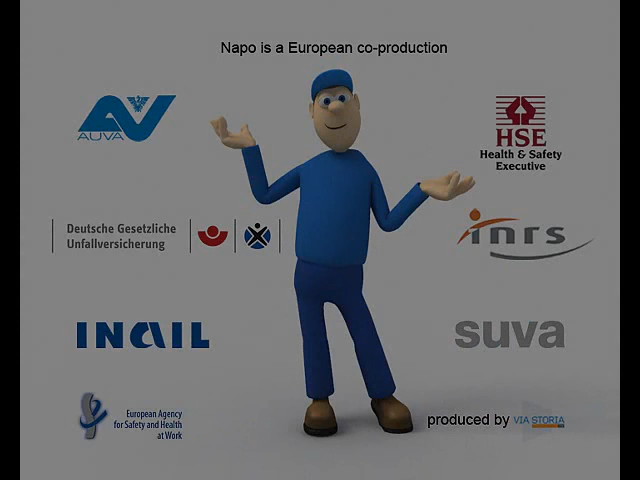 Napo is a European co-production
AUVA
HSE
Health & Safety
Executive
Deutsche Gesetzliche
Unfallversicherung
inrs
INAIL
suva
European Agency
for Safety and Health
at Work
produced by VIA STORIA